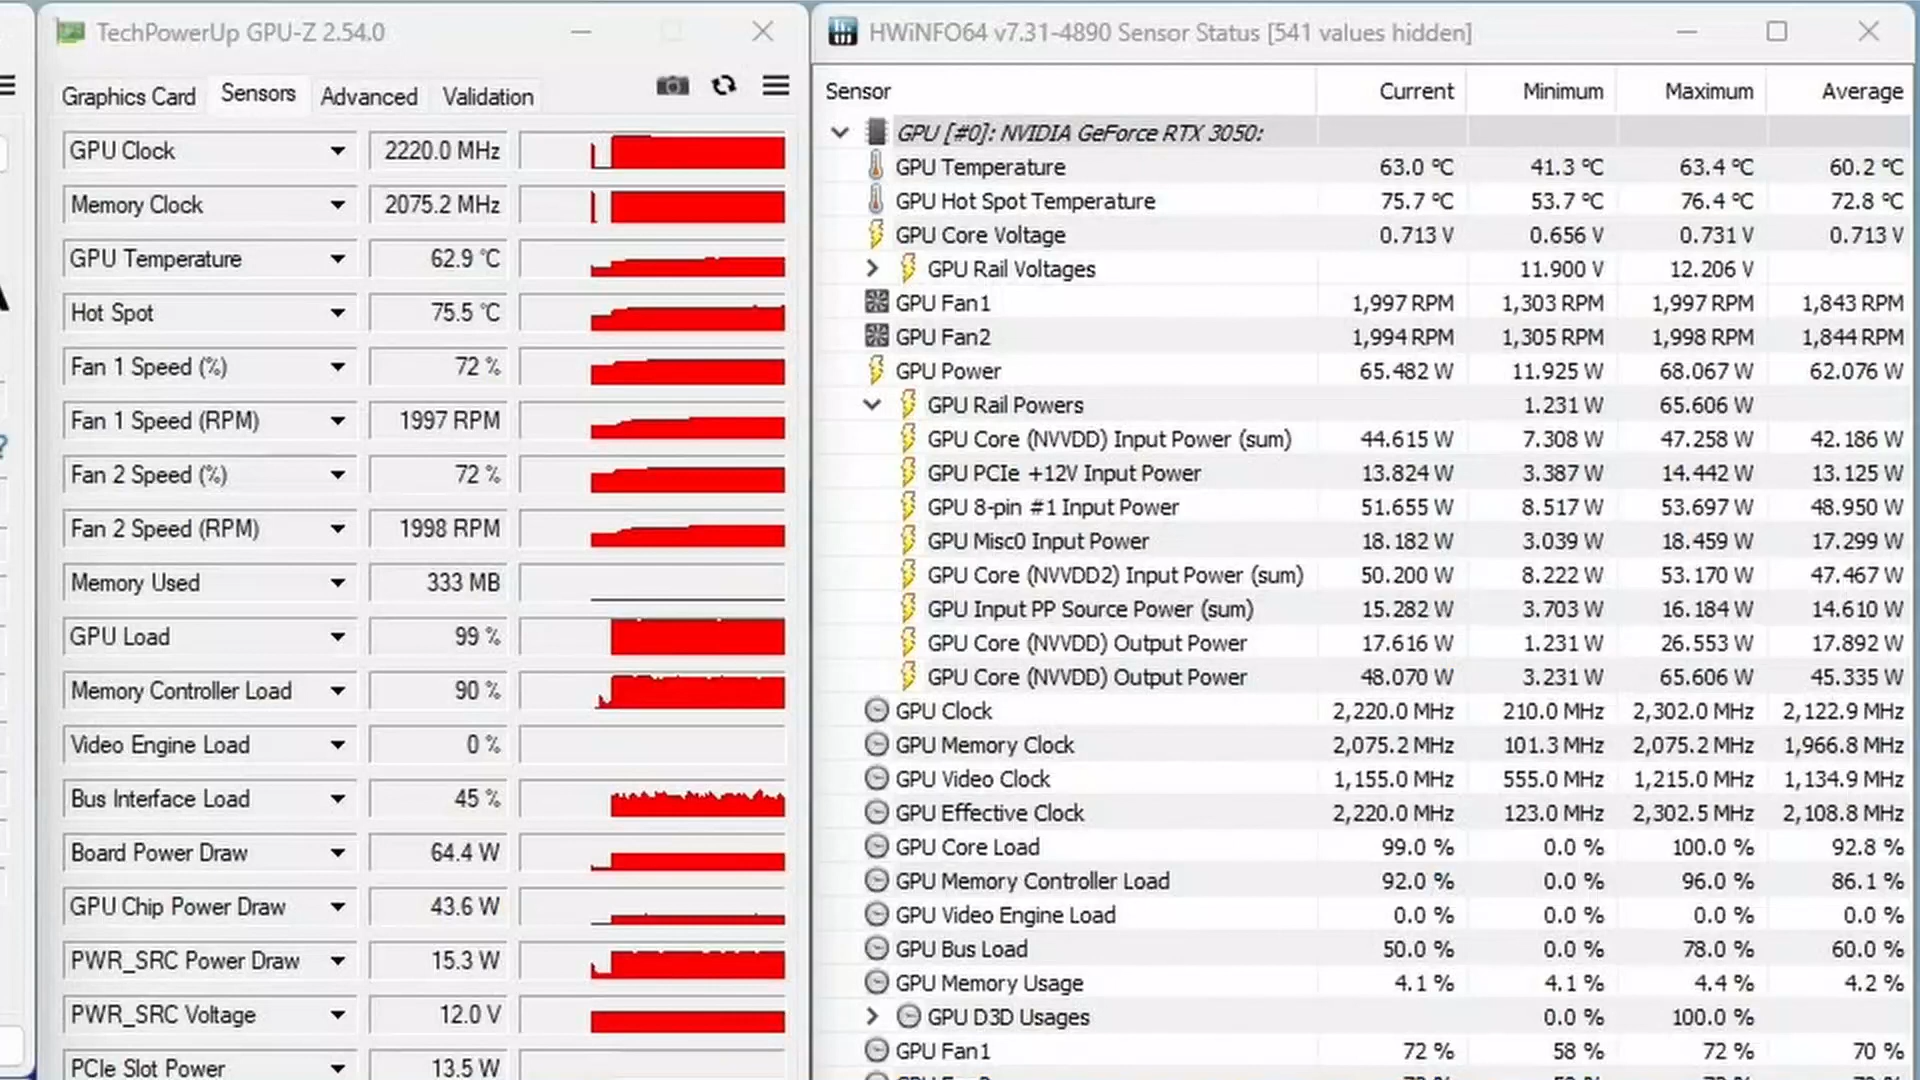 TechPowerUp GPU-Z 2.54.0
Graphics Card Sensors Advanced Validation
GPU Clock 2220.0 MHz
Memory Clock 2075.2 MHz
GPU Temperature 62.9 °C
Hot Spot 75.5 °C
Fan 1 Speed (%) 72 %
Fan 1 Speed (RPM) 1997 RPM
Fan 2 Speed (%) 72 %
Fan 2 Speed (RPM) 1998 RPM
Memory Used 333 MB
GPU Load 99 %
Memory Controller Load 90 %
Video Engine Load 0 %
Bus Interface Load 45 %
Board Power Draw 64.4 W
GPU Chip Power Draw 43.6 W
PWR_SRC Power Draw 15.3 W
PWR_SRC Voltage 12.0 V
PCIe Slot Power 13.5 W
HWiNFO64 v7.31-4890 Sensor Status [541 values hidden]
Sensor Current Minimum Maximum Average
GPU [#0]: NVIDIA GeForce RTX 3050:
GPU Temperature 63.0 °C 41.3 °C 63.4 °C 60.2 °C
GPU Hot Spot Temperature 75.7 °C 53.7 °C 76.4 °C 72.8 °C
GPU Core Voltage 0.713 V 0.656 V 0.731 V 0.713 V
GPU Rail Voltages 11.900 V 12.206 V
GPU Fan1 1,997 RPM 1,303 RPM 1,997 RPM 1,843 RPM
GPU Fan2 1,994 RPM 1,305 RPM 1,998 RPM 1,844 RPM
GPU Power 65.482 W 11.925 W 68.067 W 62.076 W
GPU Rail Powers 1.231 W 65.606 W
GPU Core (NVVDD) Input Power (sum) 44.615 W 7.308 W 47.258 W 42.186 W
GPU PCIe +12V Input Power 13.824 W 3.387 W 14.442 W 13.125 W
GPU 8-pin #1 Input Power 51.655 W 8.517 W 53.697 W 48.950 W
GPU Misc0 Input Power 18.182 W 3.039 W 18.459 W 17.299 W
GPU Core (NVVDD2) Input Power (sum) 50.200 W 8.222 W 53.170 W 47.467 W
GPU Input PP Source Power (sum) 15.282 W 3.703 W 16.184 W 14.610 W
GPU Core (NVVDD) Output Power 17.616 W 1.231 W 26.553 W 17.892 W
GPU Core (NVVDD) Output Power 48.070 W 3.231 W 65.606 W 45.335 W
GPU Clock 2,220.0 MHz 210.0 MHz 2,302.0 MHz 2,122.9 MHz
GPU Memory Clock 2,075.2 MHz 101.3 MHz 2,075.2 MHz 1,966.8 MHz
GPU Video Clock 1,155.0 MHz 555.0 MHz 1,215.0 MHz 1,134.9 MHz
GPU Effective Clock 2,220.0 MHz 123.0 MHz 2,302.5 MHz 2,108.8 MHz
GPU Core Load 99.0 % 0.0 % 100.0 % 92.8 %
GPU Memory Controller Load 92.0 % 0.0 % 96.0 % 86.1 %
GPU Video Engine Load 0.0 % 0.0 % 0.0 % 0.0 %
GPU Bus Load 50.0 % 0.0 % 78.0 % 60.0 %
GPU Memory Usage 4.1 % 4.1 % 4.4 % 4.2 %
GPU D3D Usages 0.0 % 100.0 %
GPU Fan1 72 % 58 % 72 % 70 %